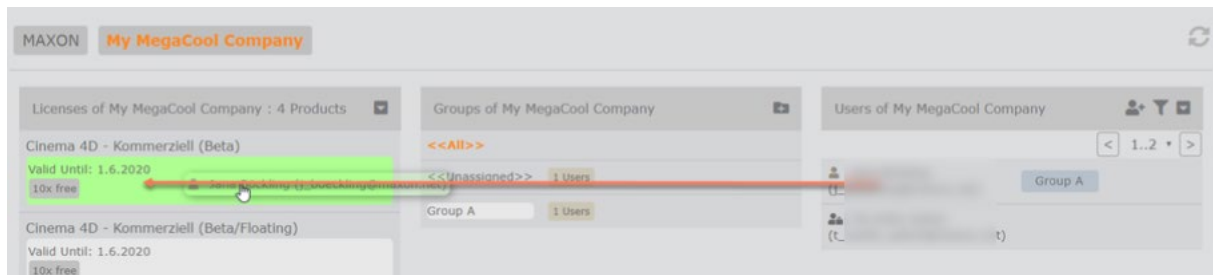 MAXON My MegaCool Company
Licenses of My MegaCool Company : 4 Products
Cinema 4D - Kommerziell (Beta)
Valid Until: 1.6.2020
10x free
Cinema 4D - Kommerziell (Beta/Floating)
Valid Until: 1.6.2020
10x free
Groups of My MegaCool Company
<<All>>
<<Unassigned>> 1 Users
Group A 1 Users
Users of My MegaCool Company
< 1..2 >
Group A
(t_
t)